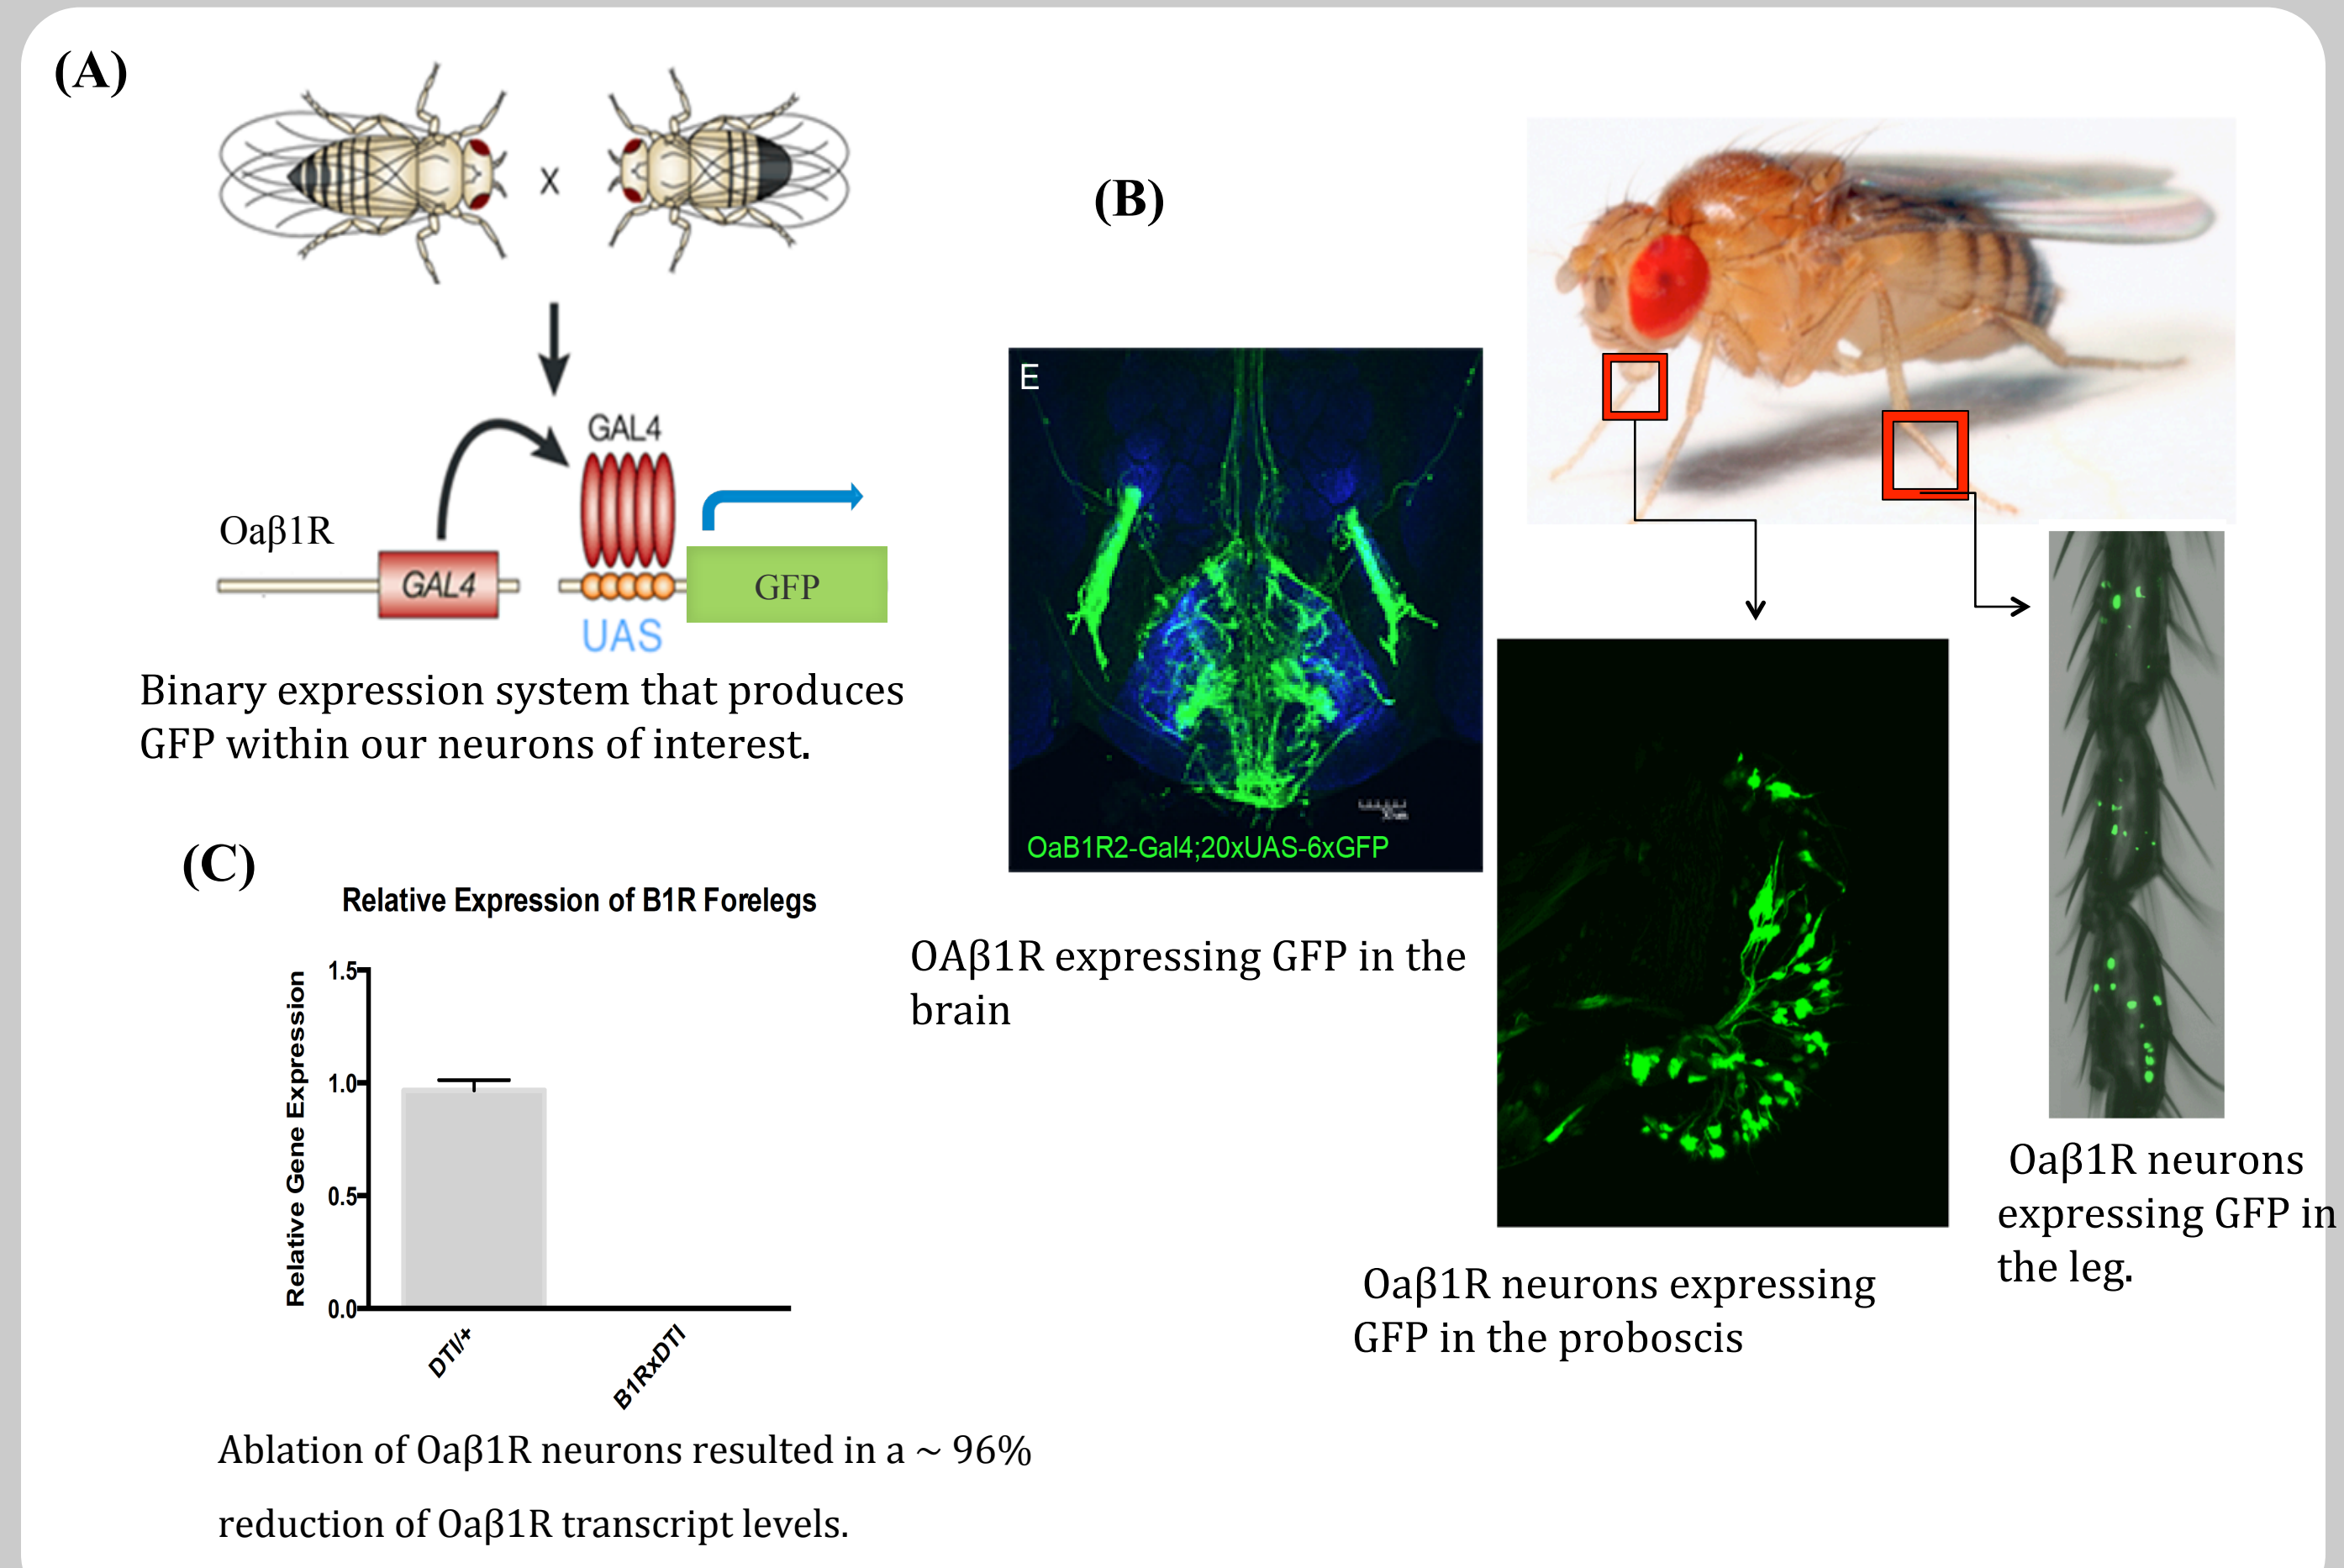 (A)
X
GAL4
Oaβ1R
GAL4
GFP
UAS
Binary expression system that produces
GFP within our neurons of interest.
(B)
E
OaB1R2-Gal4;20xUAS-6xGFP
OAβ1R expressing GFP in the
brain
Oaβ1R neurons expressing
GFP in the proboscis
Oaβ1R neurons
expressing GFP in
the leg.
(C)
Relative Expression of B1R Forelegs
Relative Gene Expression
1.5
1.0
0.5
0.0
DTI/+
B1RxDTI
Ablation of Oaβ1R neurons resulted in a ~ 96%
reduction of Oaβ1R transcript levels.